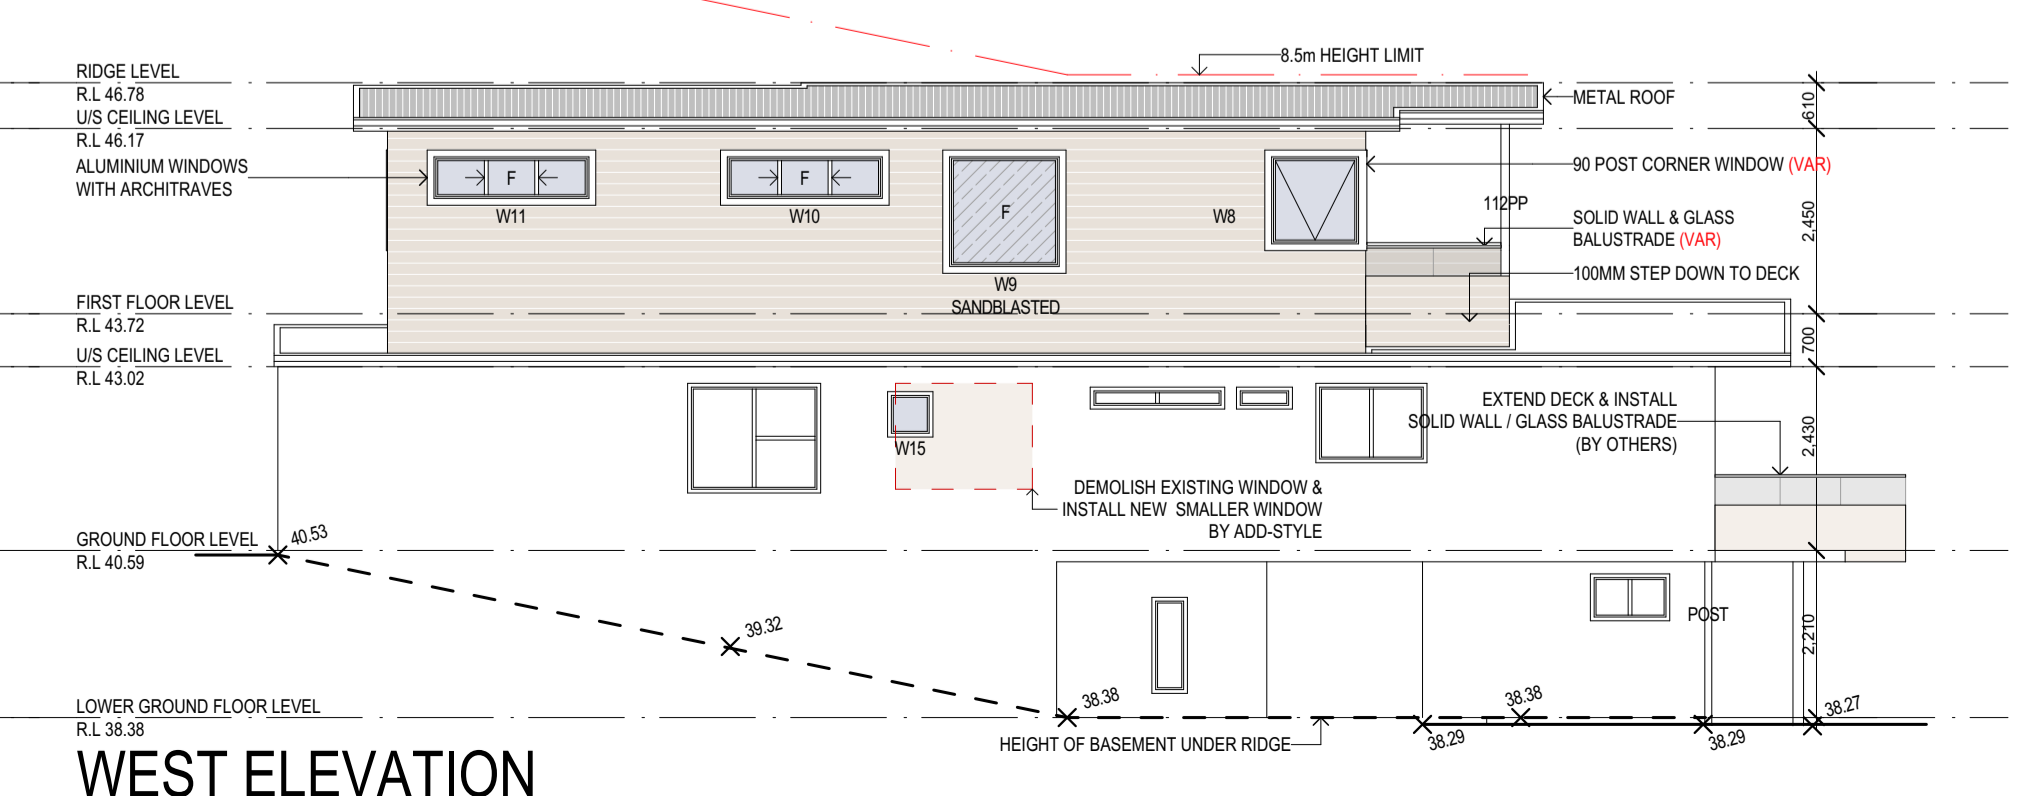 8.5m HEIGHT LIMIT
RIDGE LEVEL
R.L 46.78
U/S CEILING LEVEL
R.L 46.17
METAL ROOF
610
ALUMINIUM WINDOWS
WITH ARCHITRAVES
F
W11
F
W10
F
W9
SANDBLASTED
W8
90 POST CORNER WINDOW (VAR)
112PP
SOLID WALL & GLASS
BALUSTRADE (VAR)
2,450
100MM STEP DOWN TO DECK
FIRST FLOOR LEVEL
R.L 43.72
U/S CEILING LEVEL
R.L 43.02
700
W15
EXTEND DECK & INSTALL
SOLID WALL / GLASS BALUSTRADE
(BY OTHERS)
2,430
DEMOLISH EXISTING WINDOW &
INSTALL NEW SMALLER WINDOW
BY ADD-STYLE
GROUND FLOOR LEVEL
R.L 40.59
40.53
39.32
POST
2,210
LOWER GROUND FLOOR LEVEL
R.L 38.38
38.38
38.38
38.27
HEIGHT OF BASEMENT UNDER RIDGE
38.29
38.29
WEST ELEVATION